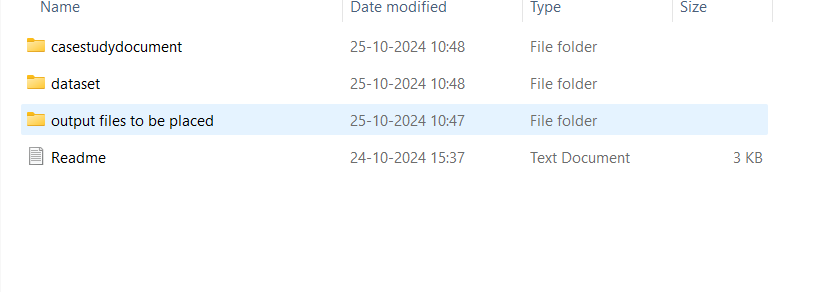 Name Date modified Type Size
casestudydocument 25-10-2024 10:48 File folder
dataset 25-10-2024 10:48 File folder
output files to be placed 25-10-2024 10:47 File folder
Readme 24-10-2024 15:37 Text Document 3 KB